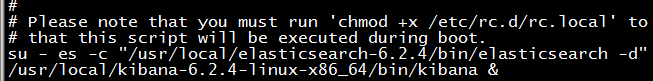 #
# Please note that you must run 'chmod +x /etc/rc.d/rc.local' to
# that this script will be executed during boot.
su - es -c "/usr/local/elasticsearch-6.2.4/bin/elasticsearch -d"
/usr/local/kibana-6.2.4-linux-x86_64/bin/kibana &